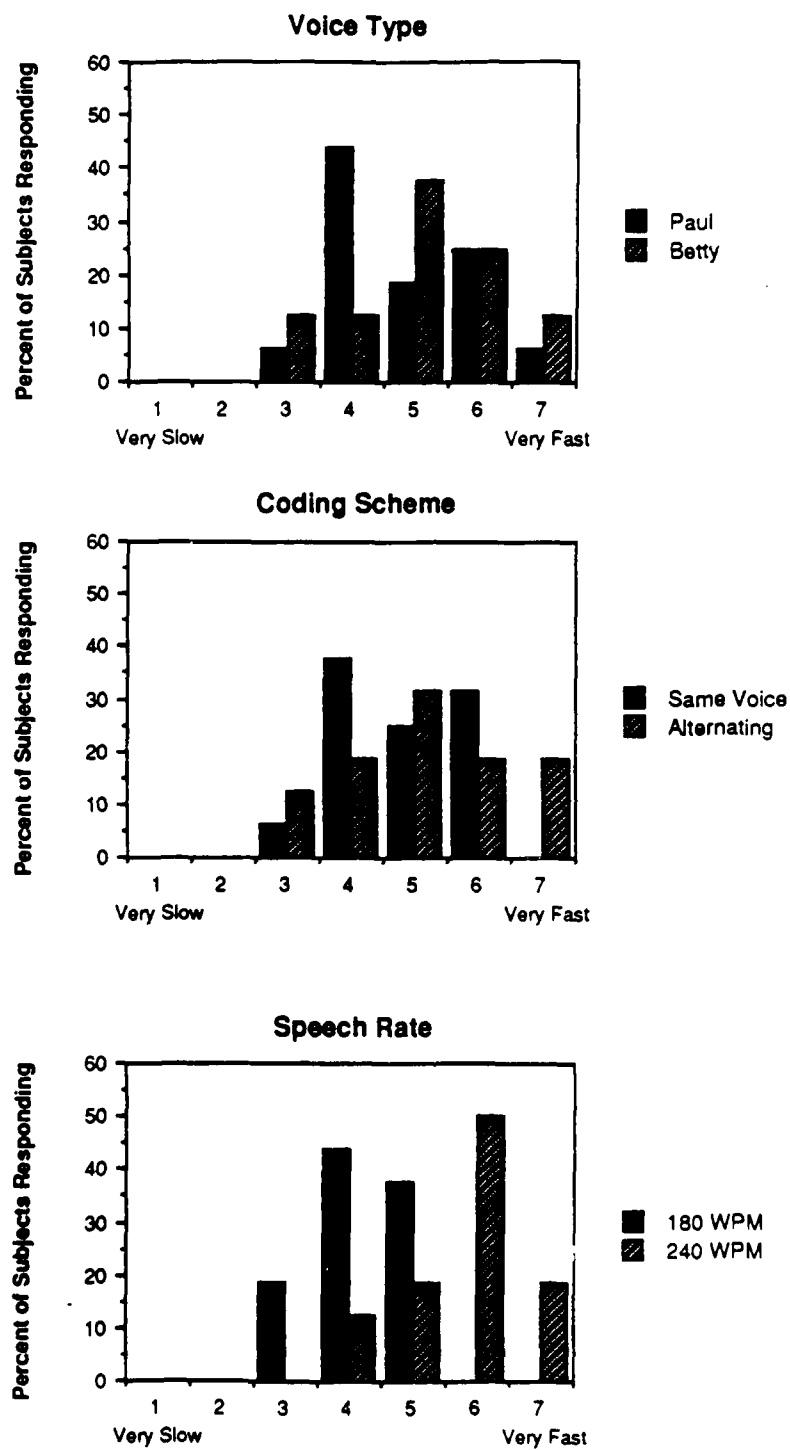 Voice Type
Percent of Subjects Responding
60
50
40
30
20
10
0
1 2 3 4 5 6 7
Very Slow Very Fast
Paul
Betty
Coding Scheme
Percent of Subjects Responding
60
50
40
30
20
10
0
1 2 3 4 5 6 7
Very Slow Very Fast
Same Voice
Alternating
Speech Rate
Percent of Subjects Responding
60
50
40
30
20
10
0
1 2 3 4 5 6 7
Very Slow Very Fast
180 WPM
240 WPM